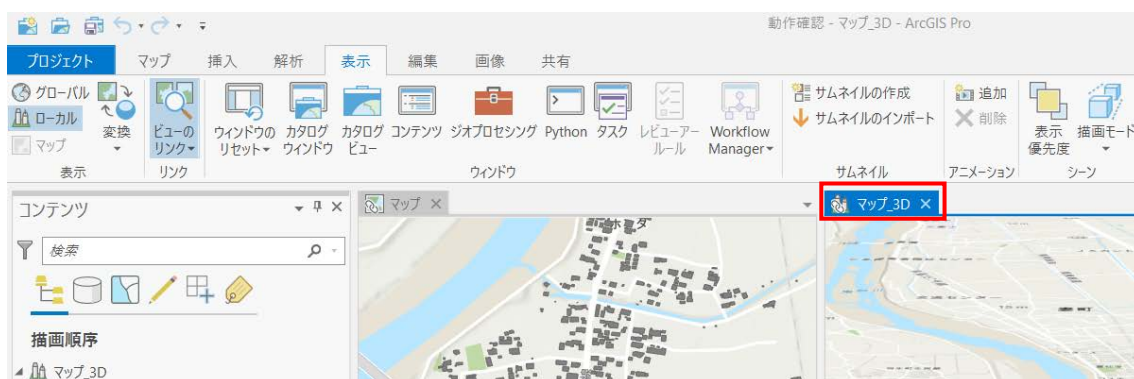 動作確認 - マップ_3D - ArcGIS Pro
プロジェクト マップ 挿入 解析 表示 編集 画像 共有
グローバル
ローカル
マップ
変換
表示
ビューの
リンク
リンク
ウィンドウの
リセット
カタログ
ウィンドウ
カタログ
ビュー
コンテンツ
ジオプロセシング
Python
タスク
レビューアー
ルール
Workflow
Manager
ウィンドウ
サムネイルの作成
サムネイルのインポート
サムネイル
追加
削除
アニメーション
表示
優先度
描画モード
シーン
コンテンツ
マップ
マップ_3D
検索
描画順序
マップ_3D